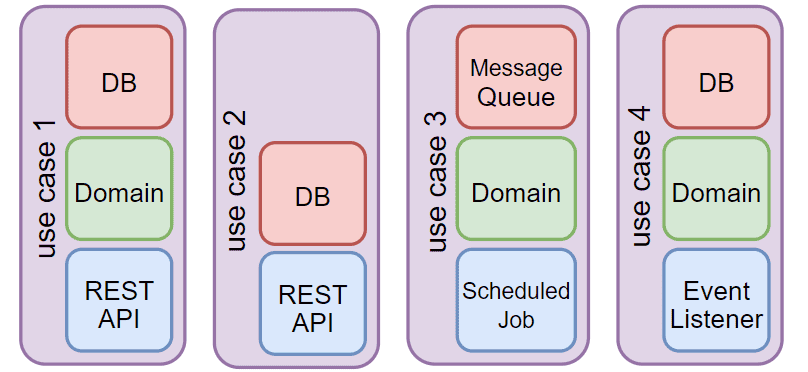 use case 1
DB
Domain
REST
API
use case 2
DB
REST
API
use case 3
Message
Queue
Domain
Scheduled
Job
use case 4
DB
Domain
Event
Listener